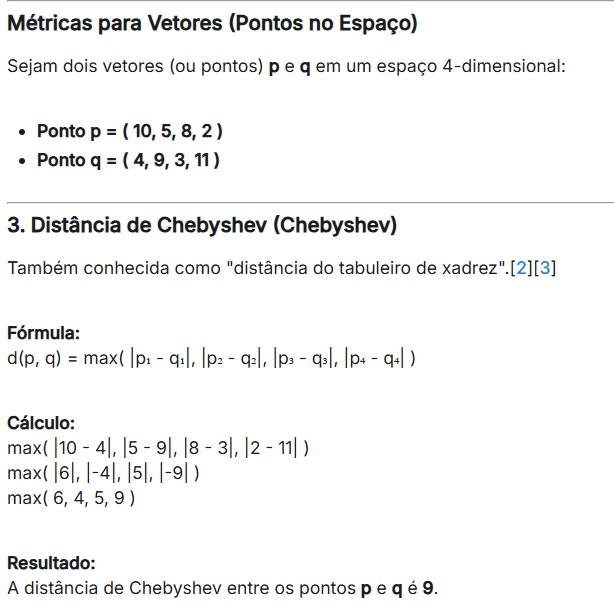 Métricas para Vetores (Pontos no Espaço)
Sejam dois vetores (ou pontos) p e q em um espaço 4-dimensional:
• Ponto p = ( 10, 5, 8, 2 )
• Ponto q = ( 4, 9, 3, 11 )
3. Distância de Chebyshev (Chebyshev)
Também conhecida como "distância do tabuleiro de xadrez".[2][3]
Fórmula:
d(p, q) = max( |p₁ - q₁|, |p₂ - q₂|, |p₃ - q₃|, |p₄ - q₄| )
Cálculo:
max( |10 - 4|, |5 - 9|, |8 - 3|, |2 - 11| )
max( |6|, |-4|, |5|, |-9| )
max( 6, 4, 5, 9 )
Resultado:
A distância de Chebyshev entre os pontos p e q é 9.